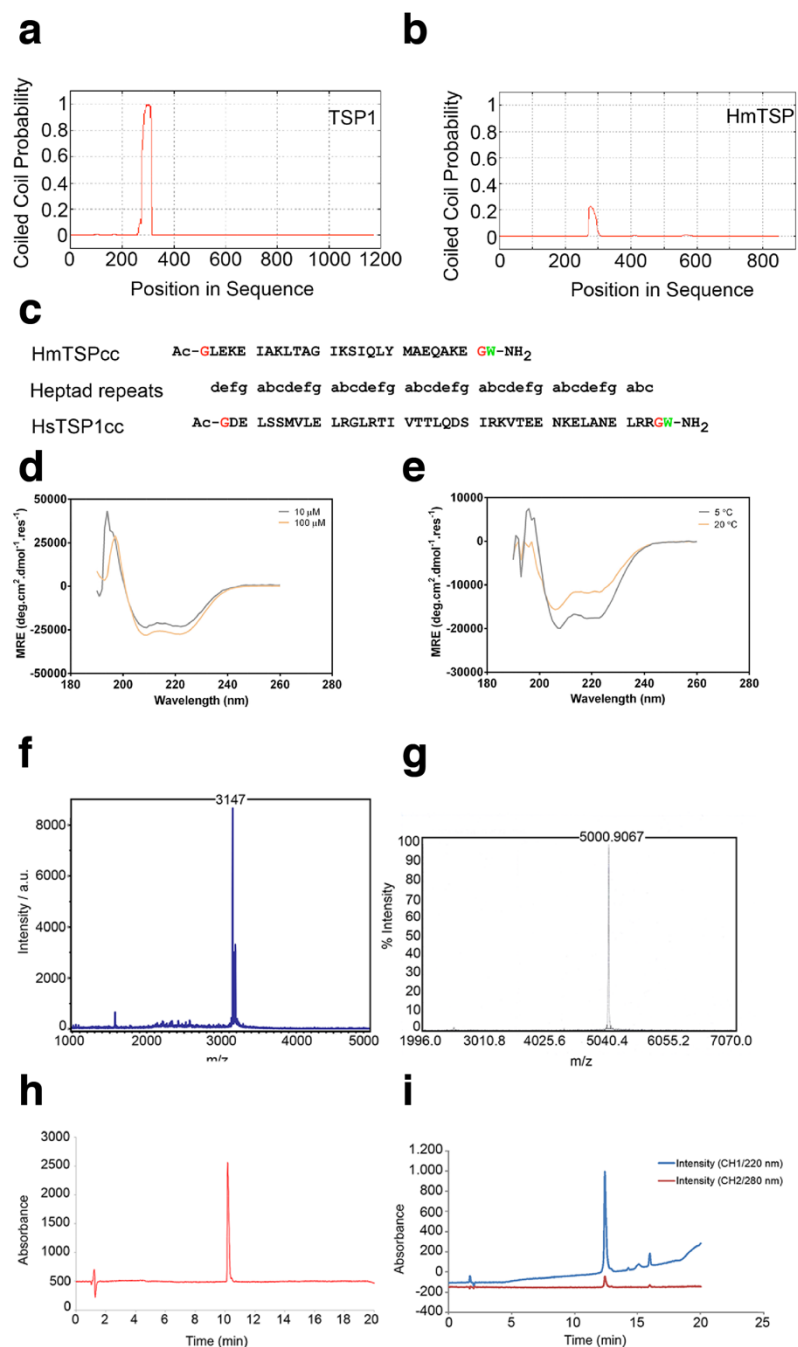 a
b
1
0.8
0.6
0.4
0.2
0
Coiled Coil Probability
TSP1
0 200 400 600 800 1000 1200
Position in Sequence
1
0.8
0.6
0.4
0.2
0
Coiled Coil Probability
HmTSP
0 200 400 600 800
Position in Sequence
c
HmTSPcc Ac-GLEKE IAKLTAG IKSIQLY MAEQAKE GW-NH2
Heptad repeats defg abcdefg abcdefg abcdefg abcdefg abcdefg abc
HsTSP1cc Ac-GDE LSSMVLE LRGLRTI VTTLQDS IRKVTEE NKELANE LRRGW-NH2
d
e
50000
25000
0
-25000
-50000
MRE (deg.cm2.dmol-1.res-1)
10 μM
100 μM
180 200 220 240 260 280
Wavelength (nm)
10000
0
-10000
-20000
-30000
MRE (deg.cm2.dmol-1.res-1)
5 °C
20 °C
180 200 220 240 260 280
Wavelength (nm)
f
g
3147
8000
6000
4000
2000
0
Intensity / a.u.
1000 2000 3000 4000 5000
m/z
5000.9067
100
90
80
70
60
50
40
30
20
10
0
% Intensity
1996.0 3010.8 4025.6 5040.4 6055.2 7070.0
m/z
h
i
3000
2500
2000
1500
1000
500
0
Absorbance
0 2 4 6 8 10 12 14 16 18 20
Time (min)
1.200
1.000
800
600
400
200
0
-200
-400
Absorbance
Intensity (CH1/220 nm)
Intensity (CH2/280 nm)
0 5 10 15 20 25
Time (min)